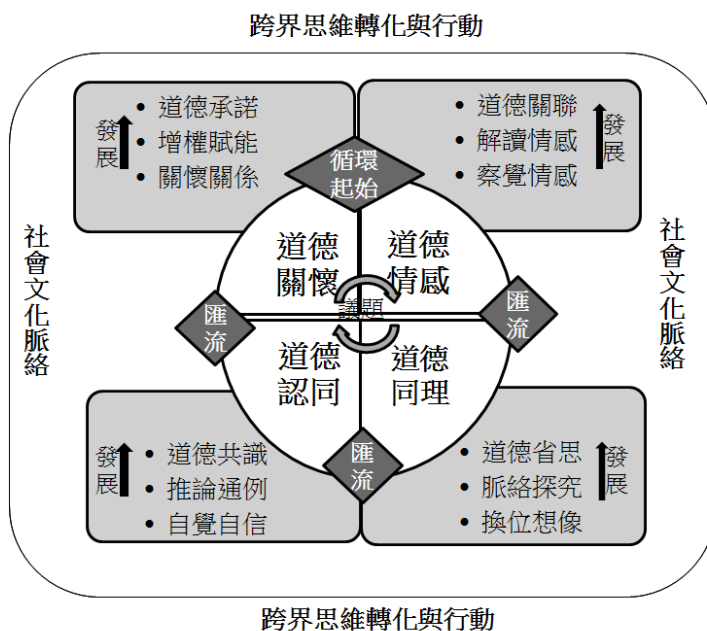 跨界思維轉化與行動
• 道德承諾
• 增權賦能
• 關懷關係
發展
• 道德關聯
• 解讀情感
• 察覺情感
發展
循環
起始
社會文化脈絡
社會文化脈絡
道德
關懷
道德
情感
匯流
議題
匯流
道德
認同
道德
同理
匯流
發展
• 道德共識
• 推論通例
• 自覺自信
• 道德省思
• 脈絡探究
• 換位想像
發展
跨界思維轉化與行動